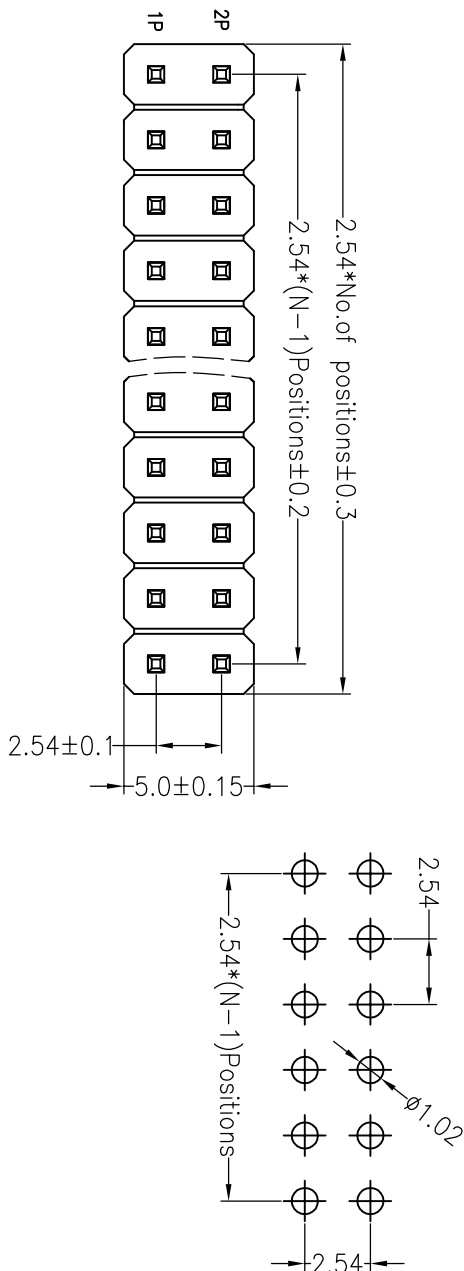 1P
2P
2.54*No.of positions±0.3
2.54*(N-1)Positions±0.2
2.54±0.1
5.0±0.15
2.54
ø1.02
2.54*(N-1)Positions
2.54